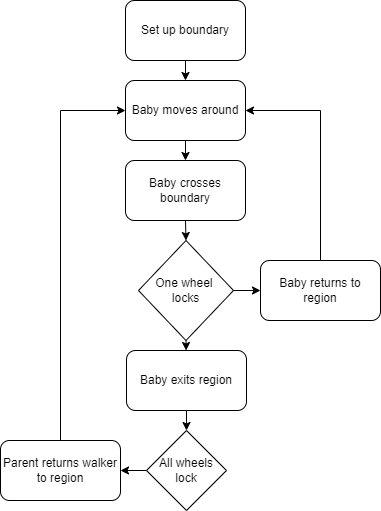 Set up boundary
Baby moves around
Baby crosses
boundary
One wheel
locks
Baby returns to
region
Baby exits region
All wheels
lock
Parent returns walker
to region